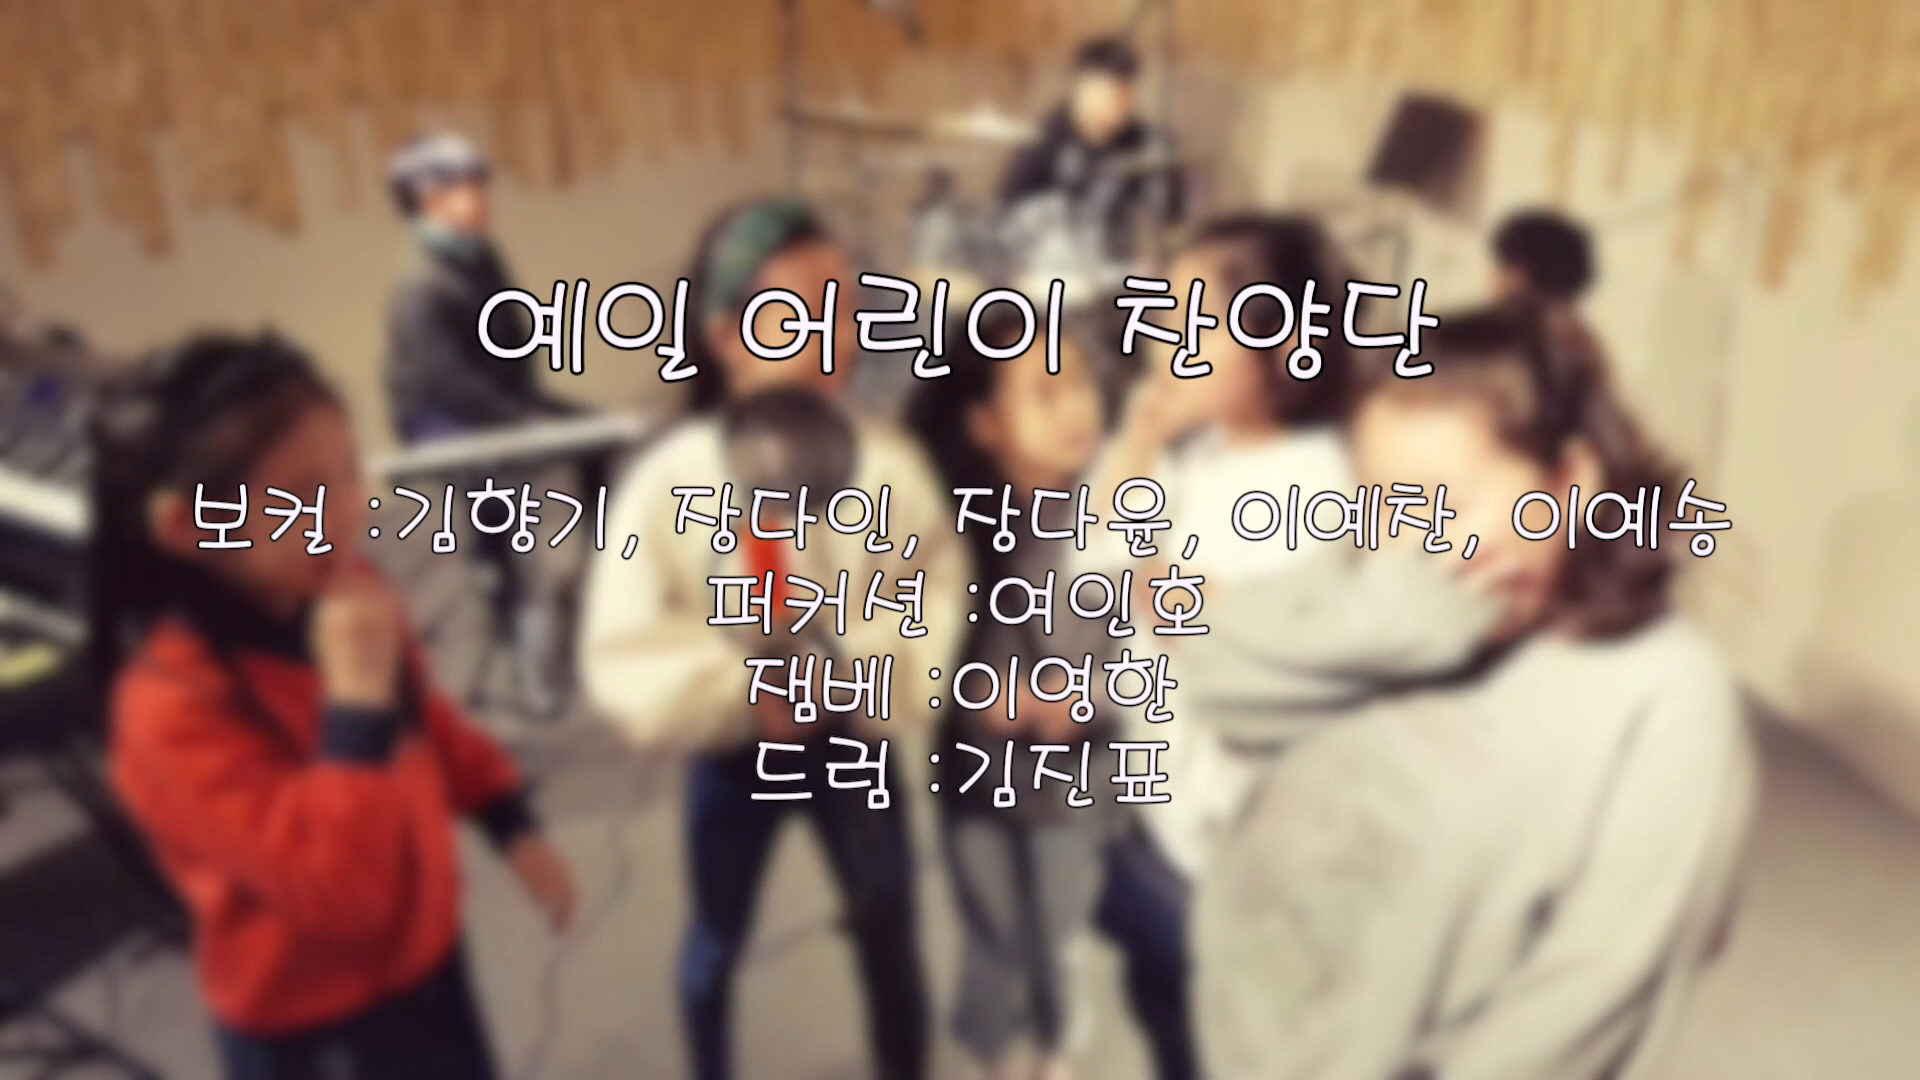 예일 어린이 찬양단
보컬 :김향기, 장다인, 장다윤, 이예찬, 이예송
퍼커션 :여인호
잼베 :이영한
드럼 :김진표